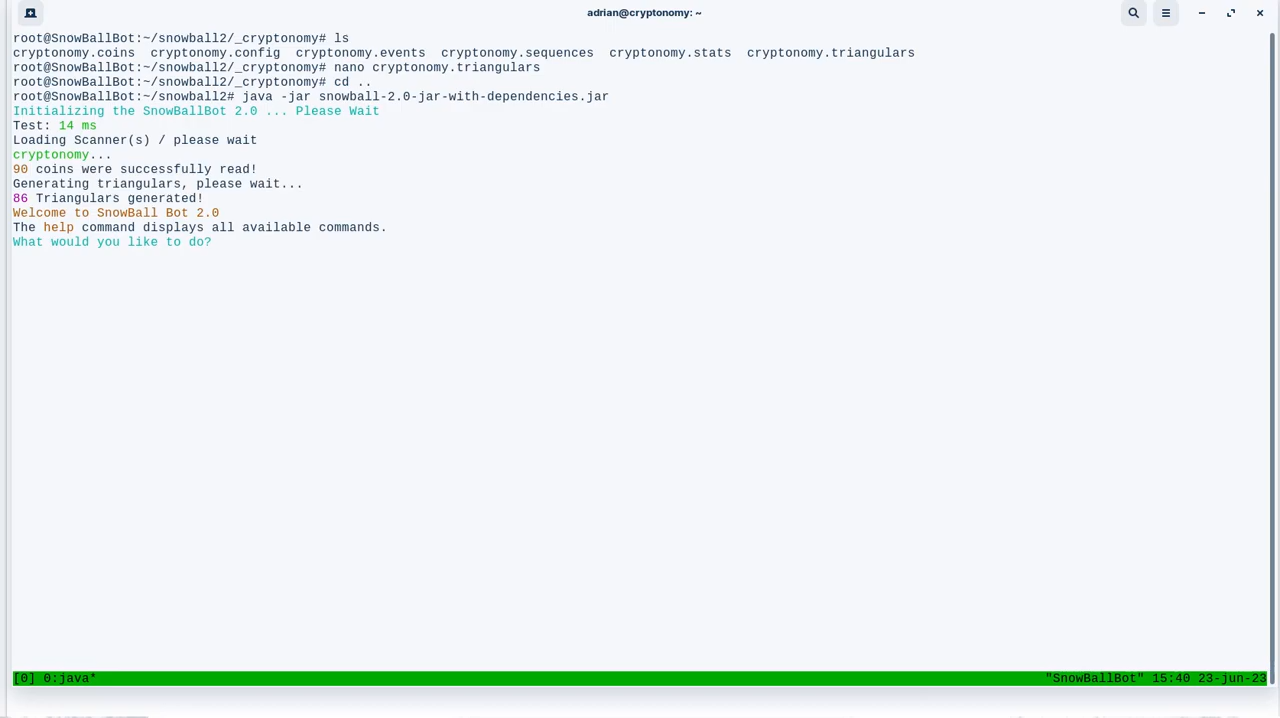 adrian@cryptonomy: ~
root@SnowBallBot:~/snowball2/_cryptonomy# ls
cryptonomy.coins  cryptonomy.config  cryptonomy.events  cryptonomy.sequences  cryptonomy.stats  cryptonomy.triangulars
root@SnowBallBot:~/snowball2/_cryptonomy# nano cryptonomy.triangulars
root@SnowBallBot:~/snowball2/_cryptonomy# cd ..
root@SnowBallBot:~/snowball2# java -jar snowball-2.0-jar-with-dependencies.jar
Initializing the SnowBallBot 2.0 ... Please Wait
Test: 14 ms
Loading Scanner(s) / please wait
cryptonomy...
90 coins were successfully read!
Generating triangulars, please wait...
86 Triangulars generated!
Welcome to SnowBall Bot 2.0
The help command displays all available commands.
What would you like to do?
[0] 0:java* "SnowBallBot" 15:40 23-jun-23